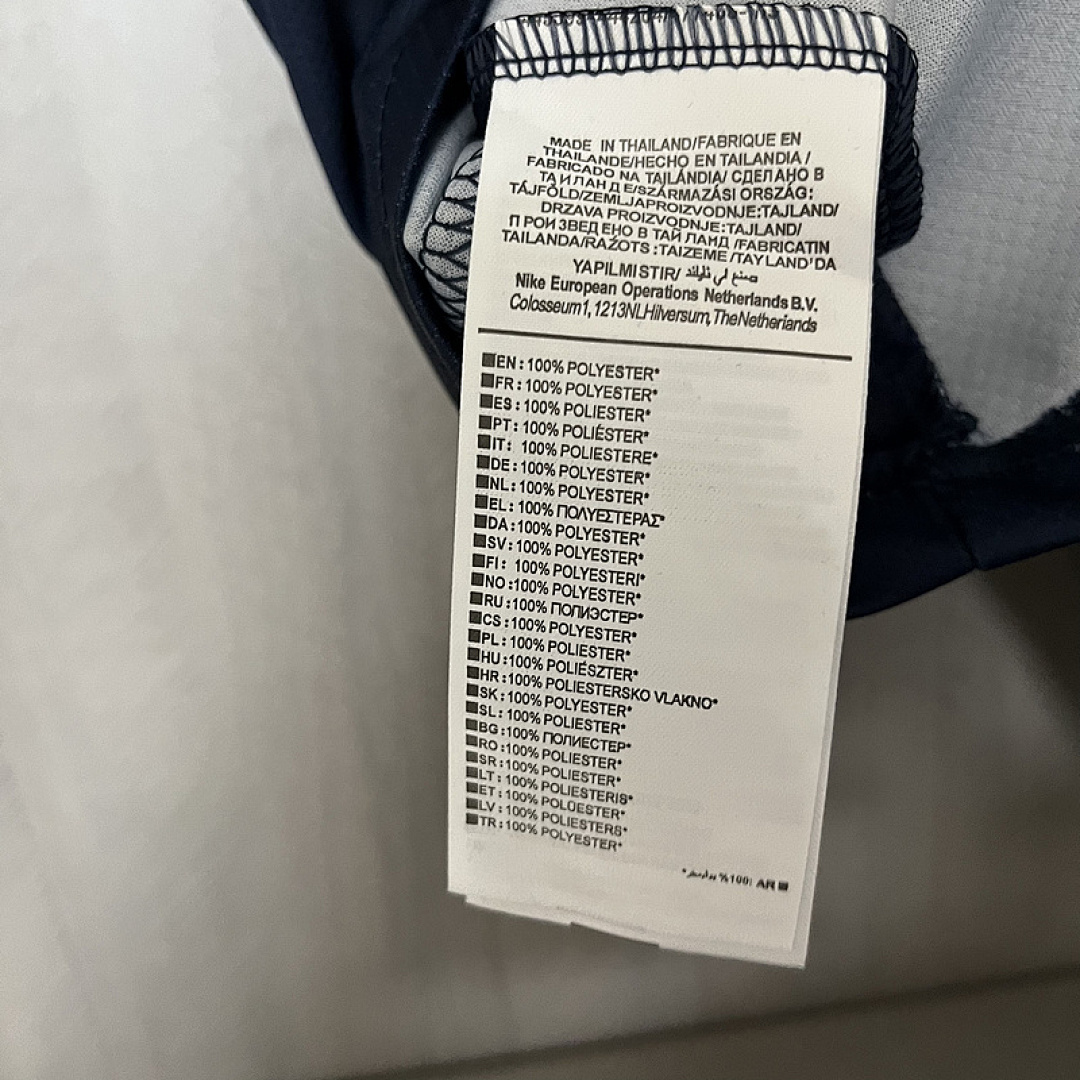 MADE IN THAILAND/FABRIQUE EN
THAILANDE/HECHO EN TAILANDIA /
FABRICADO NA TAJLÁNDIA/ СДЕЛАНО В
ТАИЛАНДЕ/SZÁRMAZÁSI ORSZÁG:
TÁJFÖLD/ZEMLJAPROIZVODNJE:TAJLAND/
DRZAVA PROIZVODNJE:TAJLAND/
ПРОИЗВЕДЕНО В ТАЙ ЛАНД /FABRICATIN
TAILANDA/RAŽOTS :TAIZEME /TAYLAND'DA
YAPILMISTIR/
Nike European Operations Netherlands B.V.
Colosseum1, 1213NLHilversum, TheNetherlands
EN : 100% POLYESTER*
FR : 100% POLYESTER*
ES : 100% POLIESTER*
PT : 100% POLIÉSTER*
IT : 100% POLIESTERE*
DE : 100% POLYESTER*
NL : 100% POLYESTER*
EL : 100% ΠΟΛΥΕΣΤΕΡΑΣ*
DA : 100% POLYESTER*
SV : 100% POLYESTER*
FI : 100% POLYESTERI*
NO : 100% POLYESTER*
RU : 100% ПОЛИЭСТЕР*
CS : 100% POLYESTER*
PL : 100% POLIESTER*
HU : 100% POLIÉSZTER*
HR : 100% POLIESTERSKO VLAKNO*
SK : 100% POLYESTER*
SL : 100% POLIESTER*
BG : 100% ПОЛИЕСТЕР*
RO : 100% POLIESTER*
SR : 100% POLIESTER*
LT : 100% POLIESTERIS*
ET : 100% POLÜESTER*
LV : 100% POLIESTERS*
TR : 100% POLYESTER*
%100: AR